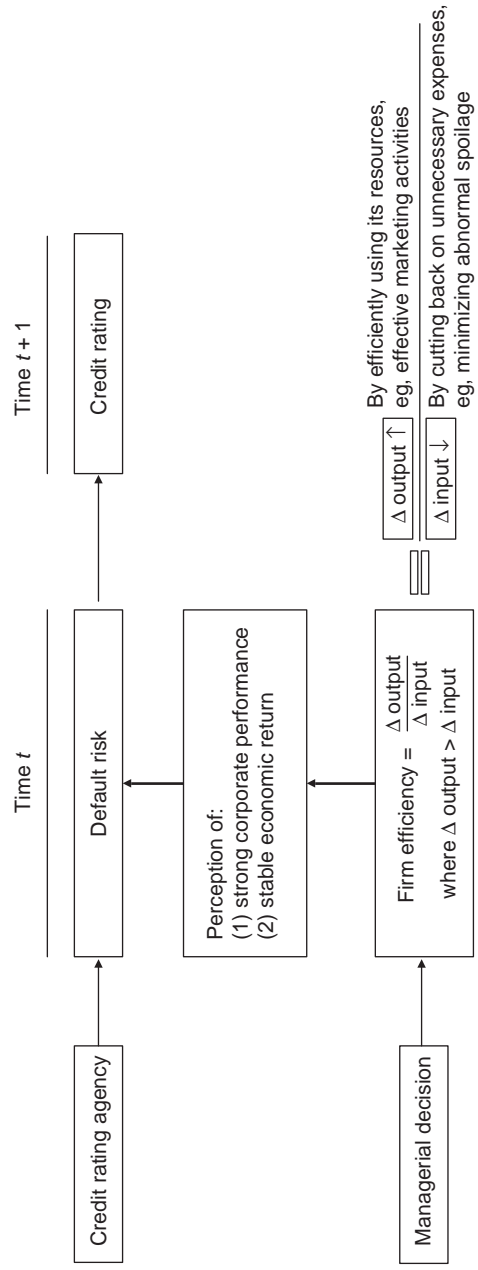 Time t
Time t + 1
Credit rating agency
Default risk
Credit rating
Perception of:
(1) strong corporate performance
(2) stable economic return
Managerial decision
Firm efficiency = Δ output
Δ input
where Δ output > Δ input
=
Δ output ↑
By efficiently using its resources,
eg, effective marketing activities
Δ input ↓
By cutting back on unnecessary expenses,
eg, minimizing abnormal spoilage